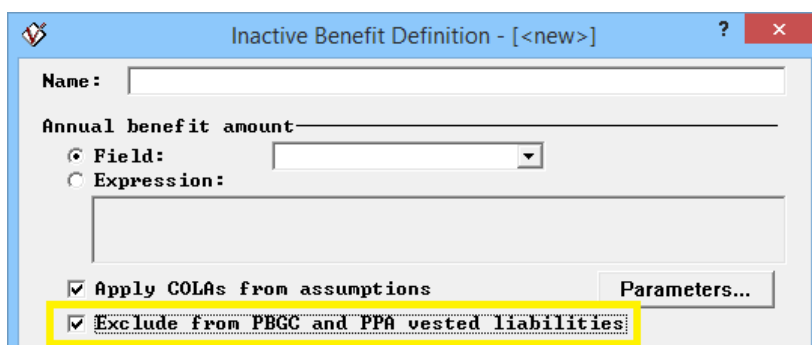 Inactive Benefit Definition - [<new>] ? ×
Name:
Annual benefit amount
Field:
Expression:
Apply COLAs from assumptions Parameters...
Exclude from PBGC and PPA vested liabilities